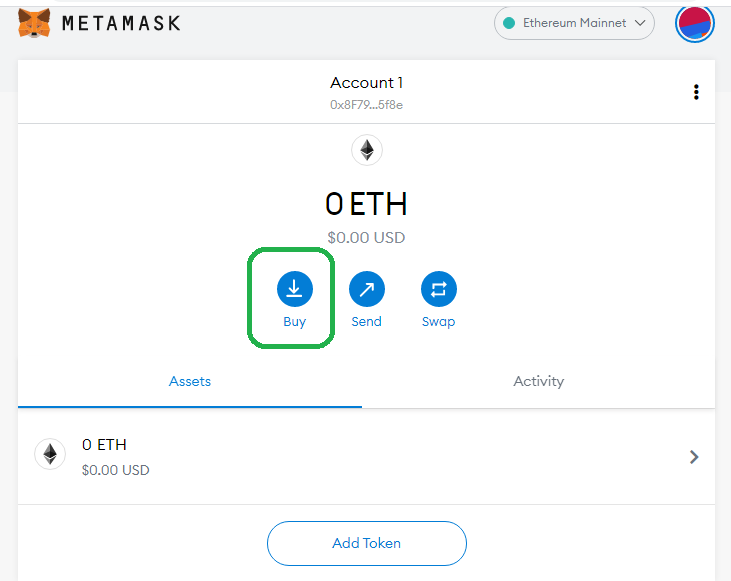 METAMASK
Ethereum Mainnet
Account 1
0x8F79...5f8e
0 ETH
$0.00 USD
Buy Send Swap
Assets Activity
0 ETH
$0.00 USD
Add Token